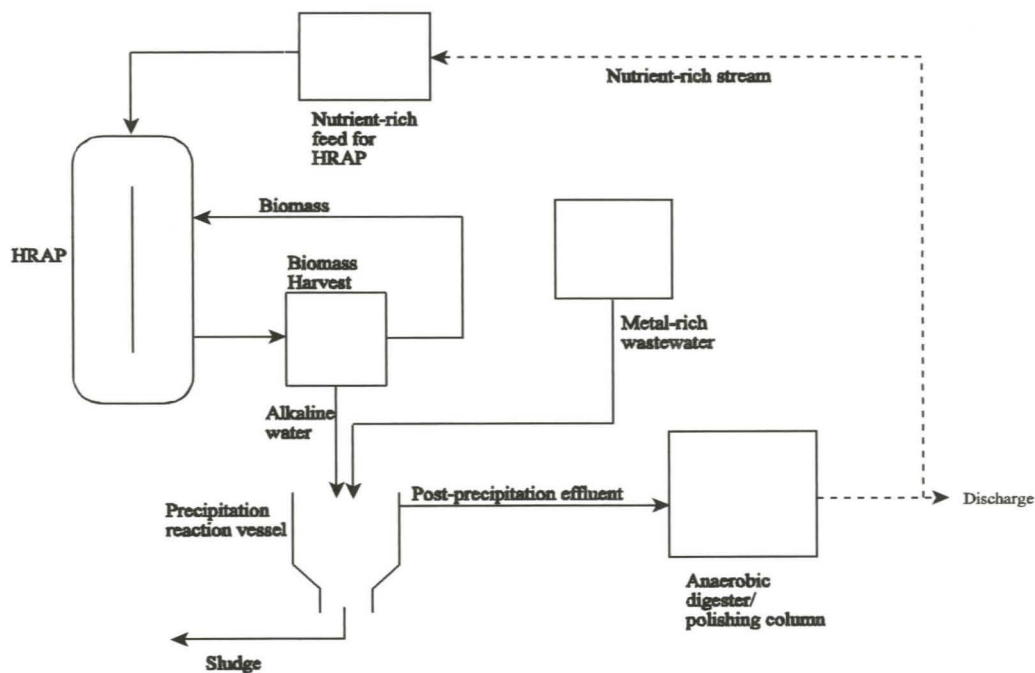 Nutrient-rich stream
Nutrient-rich
feed for
HRAP
Biomass
HRAP
Biomass
Harvest
Metal-rich
wastewater
Alkaline
water
Post-precipitation effluent
Precipitation
reaction vessel
Discharge
Anaerobic
digester/
polishing column
Sludge